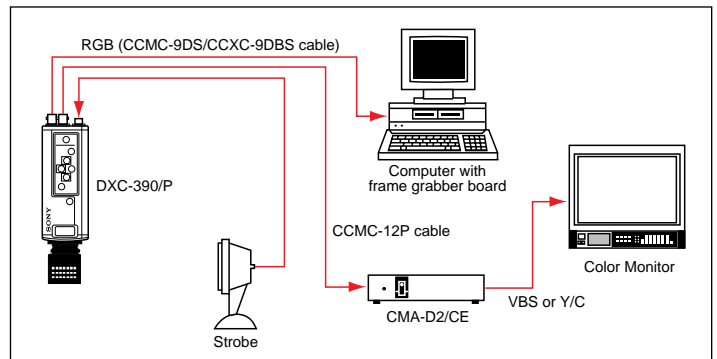 RGB (CCMC-9DS/CCXC-9DBS cable)
DXC-390/P
SONY
Computer with
frame grabber board
CCMC-12P cable
Color Monitor
VBS or Y/C
CMA-D2/CE
Strobe